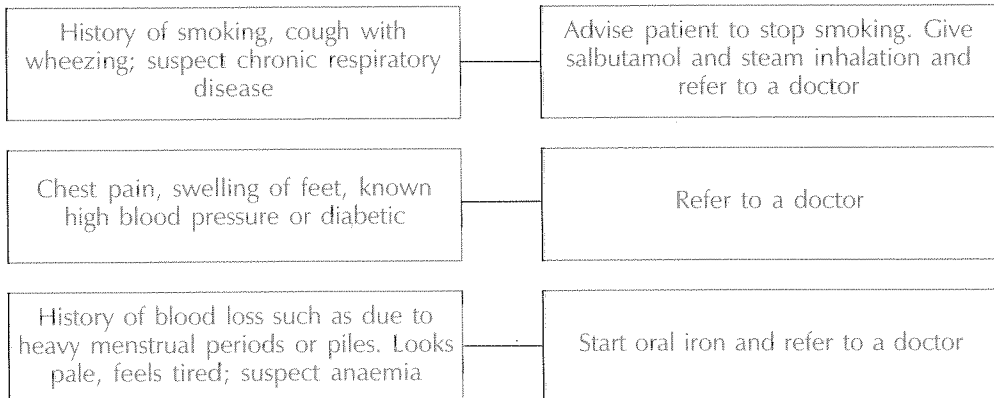 History of smoking, cough with
wheezing; suspect chronic respiratory
disease
Advise patient to stop smoking. Give
salbutamol and steam inhalation and
refer to a doctor
Chest pain, swelling of feet, known
high blood pressure or diabetic
Refer to a doctor
History of blood loss such as due to
heavy menstrual periods or piles. Looks
pale, feels tired; suspect anaemia
Start oral iron and refer to a doctor